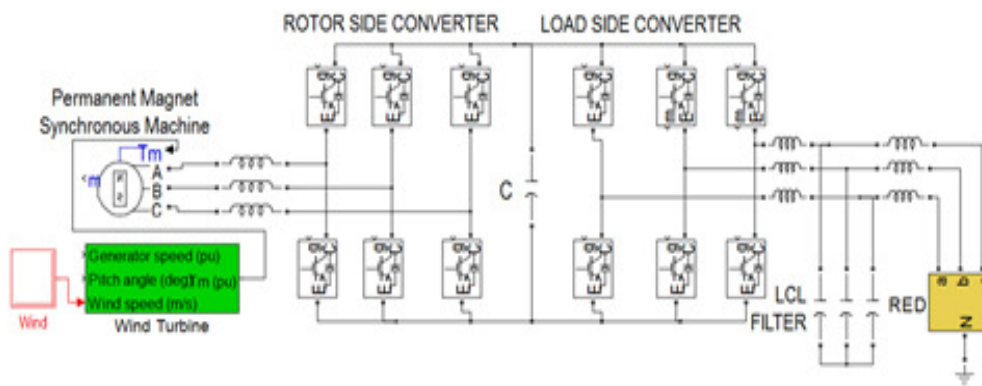 ROTOR SIDE CONVERTER
LOAD SIDE CONVERTER
Permanent Magnet
Synchronous Machine
g C g C g C g C g C g C
E E E E m E m E
Tm
m
A
B
C
C
g C g C g C g C g C g C
E E E E E E
Generator speed (pu)
Pitch angle (deg) Tm (pu)
Wind speed (m/s)
Wind
Wind Turbine
LCL
FILTER
RED
a b
N